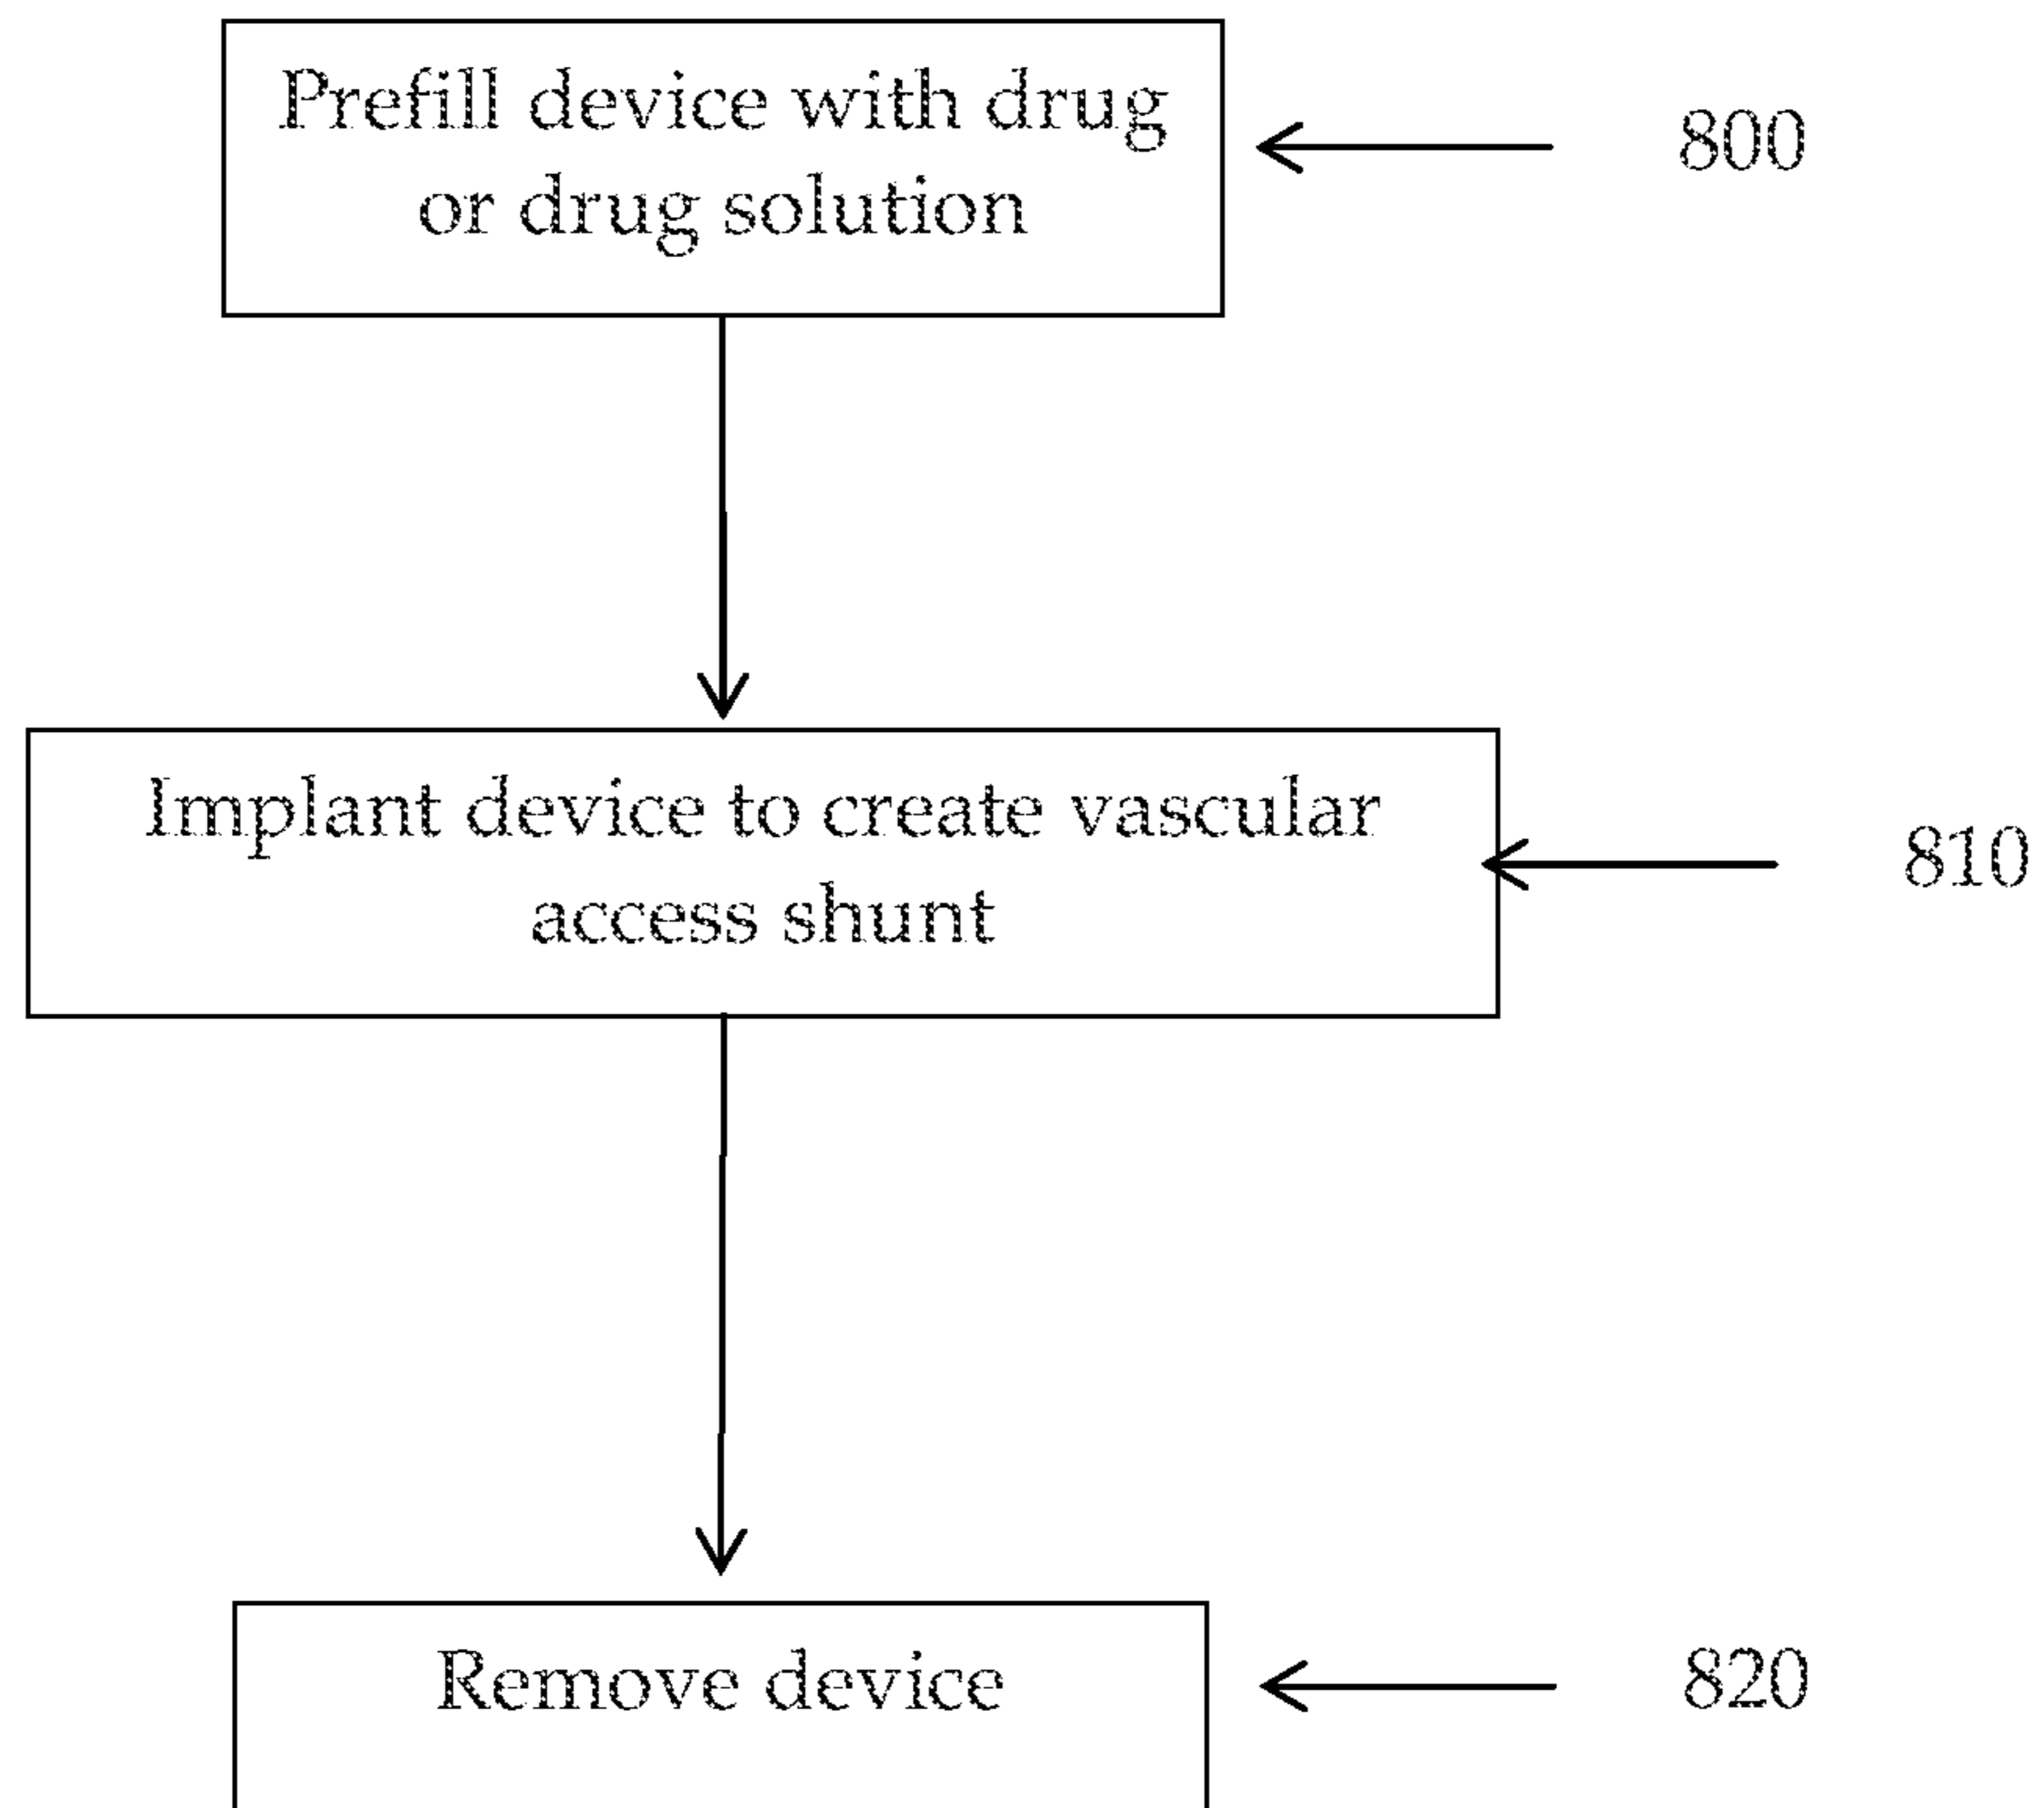 Prefill device with drug
or drug solution
800
Implant device to create vascular
access shunt
810
Remove device
820